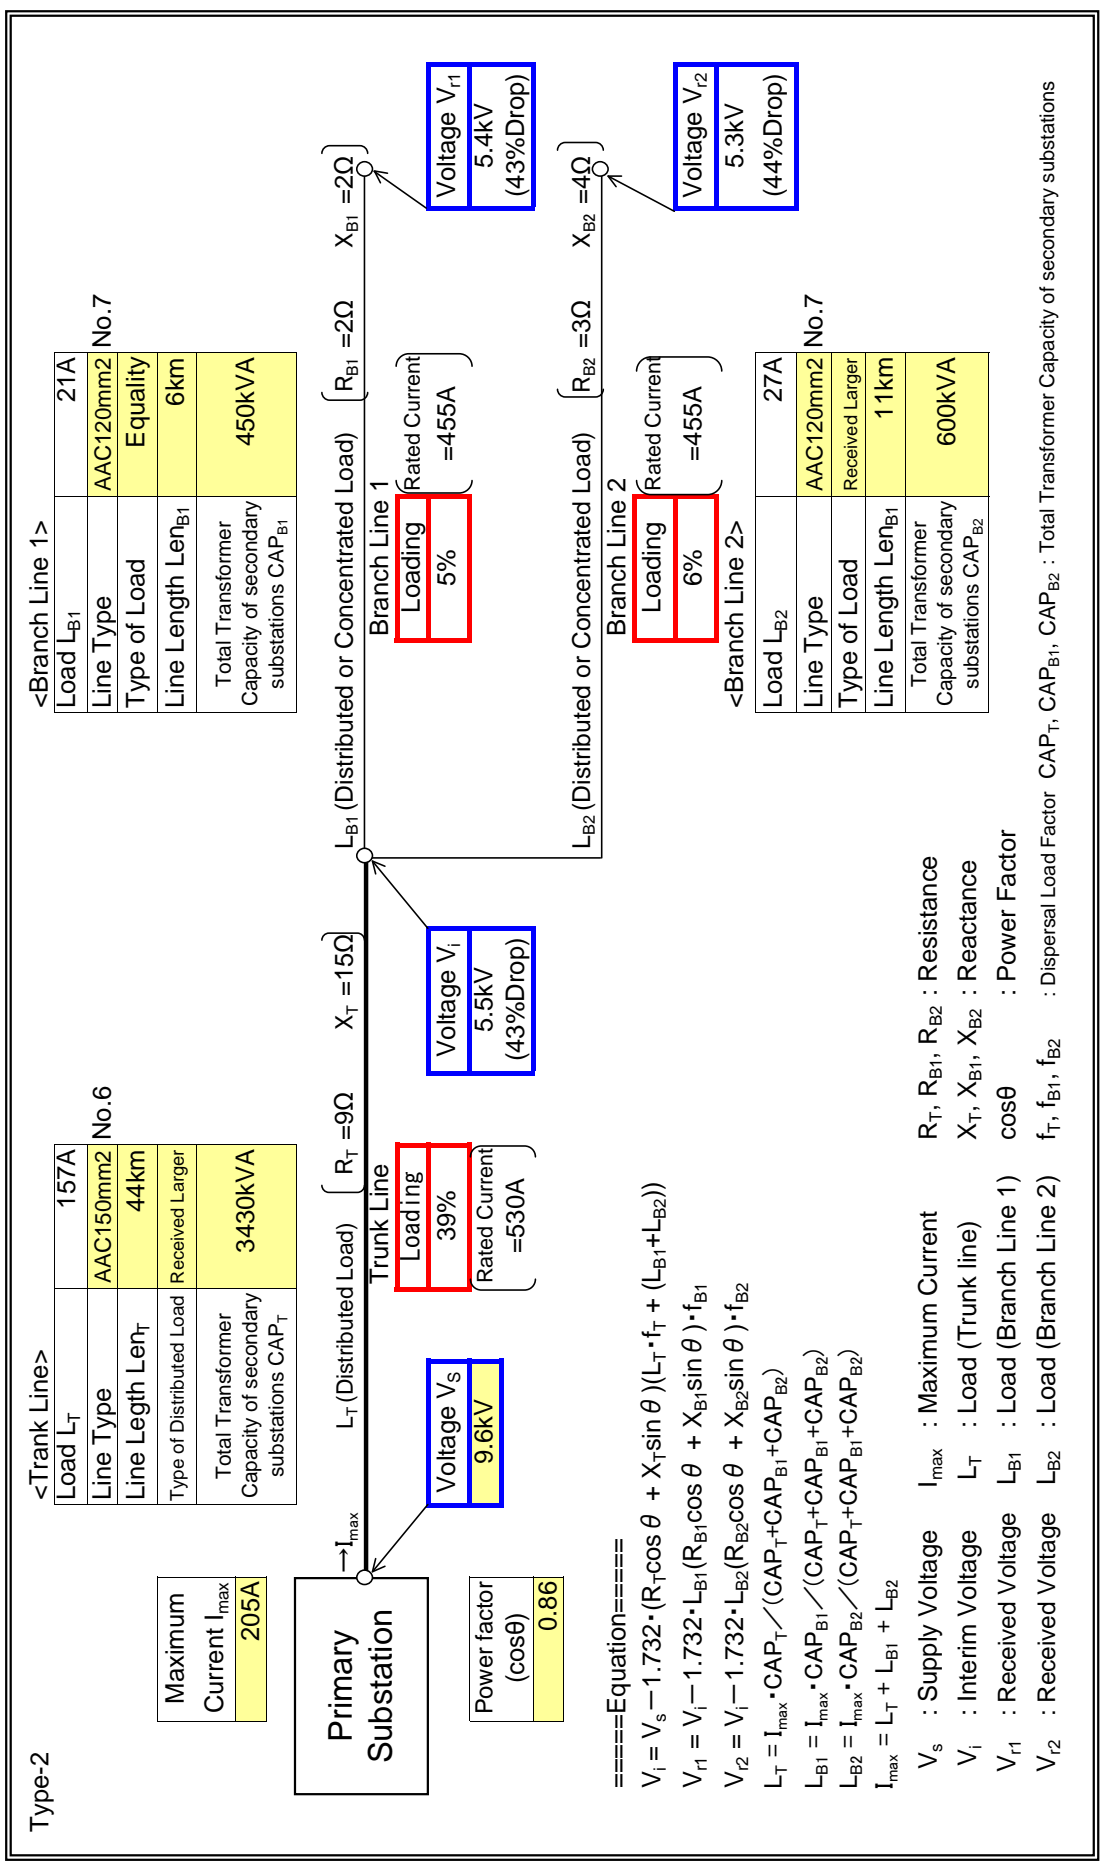 Type-2
Maximum
Current Imax
205A
Primary
Substation
Power factor
(cosθ)
0.86
<Trank Line>
Load LT 157A
Line Type AAC150mm2 No.6
Line Legth LenT 44km
Type of Distributed Load Received Larger
Total Transformer
Capacity of secondary
substations CAPT
3430kVA
<Branch Line 1>
Load LB1 21A
Line Type AAC120mm2 No.7
Type of Load Equality
Line Length LenB1 6km
Total Transformer
Capacity of secondary
substations CAPB1
450kVA
→Imax
LT (Distributed Load)
RT =9Ω XT =15Ω
Trunk Line
Loading
39%
Rated Current
=530A
Voltage VS
9.6kV
Voltage Vi
5.5kV
(43%Drop)
LB1 (Distributed or Concentrated Load)
RB1 =2Ω XB1 =2Ω
Branch Line 1
Loading
5%
Rated Current
=455A
Voltage Vr1
5.4kV
(43%Drop)
LB2 (Distributed or Concentrated Load)
RB2 =3Ω XB2 =4Ω
Branch Line 2
Loading
6%
Rated Current
=455A
Voltage Vr2
5.3kV
(44%Drop)
<Branch Line 2>
Load LB2 27A
Line Type AAC120mm2 No.7
Type of Load Received Larger
Line Length LenB1 11km
Total Transformer
Capacity of secondary
substations CAPB2
600kVA
=====Equation=====
Vi = Vs－1.732･(RTcosθ + XTsinθ)(LT･fT + (LB1+LB2))
Vr1 = Vi－1.732･LB1(RB1cosθ + XB1sinθ)･fB1
Vr2 = Vi－1.732･LB2(RB2cosθ + XB2sinθ)･fB2
LT = Imax･CAPT／(CAPT+CAPB1+CAPB2)
LB1 = Imax･CAPB1／(CAPT+CAPB1+CAPB2)
LB2 = Imax･CAPB2／(CAPT+CAPB1+CAPB2)
Imax = LT + LB1 + LB2
Vs : Supply Voltage Imax : Maximum Current RT, RB1, RB2 : Resistance
Vi : Interim Voltage LT : Load (Trunk line) XT, XB1, XB2 : Reactance
Vr1 : Received Voltage LB1 : Load (Branch Line 1) cosθ : Power Factor
Vr2 : Received Voltage LB2 : Load (Branch Line 2) fT, fB1, fB2 : Dispersal Load Factor CAPT, CAPB1, CAPB2 : Total Transformer Capacity of secondary substations